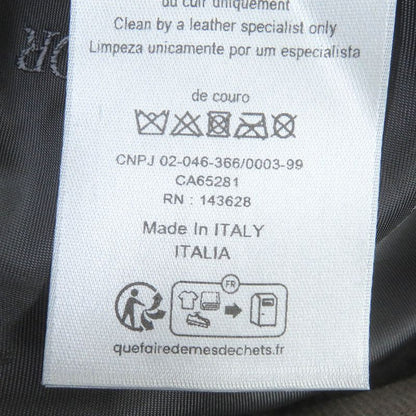 du cuir uniquement
Clean by a leather specialist only
Limpeza unicamente por um especialista
de couro
CNPJ 02-046-366/0003-99
CA65281
RN : 143628
Made In ITALY
ITALIA
FR
quefairedemesdechets.fr
OR